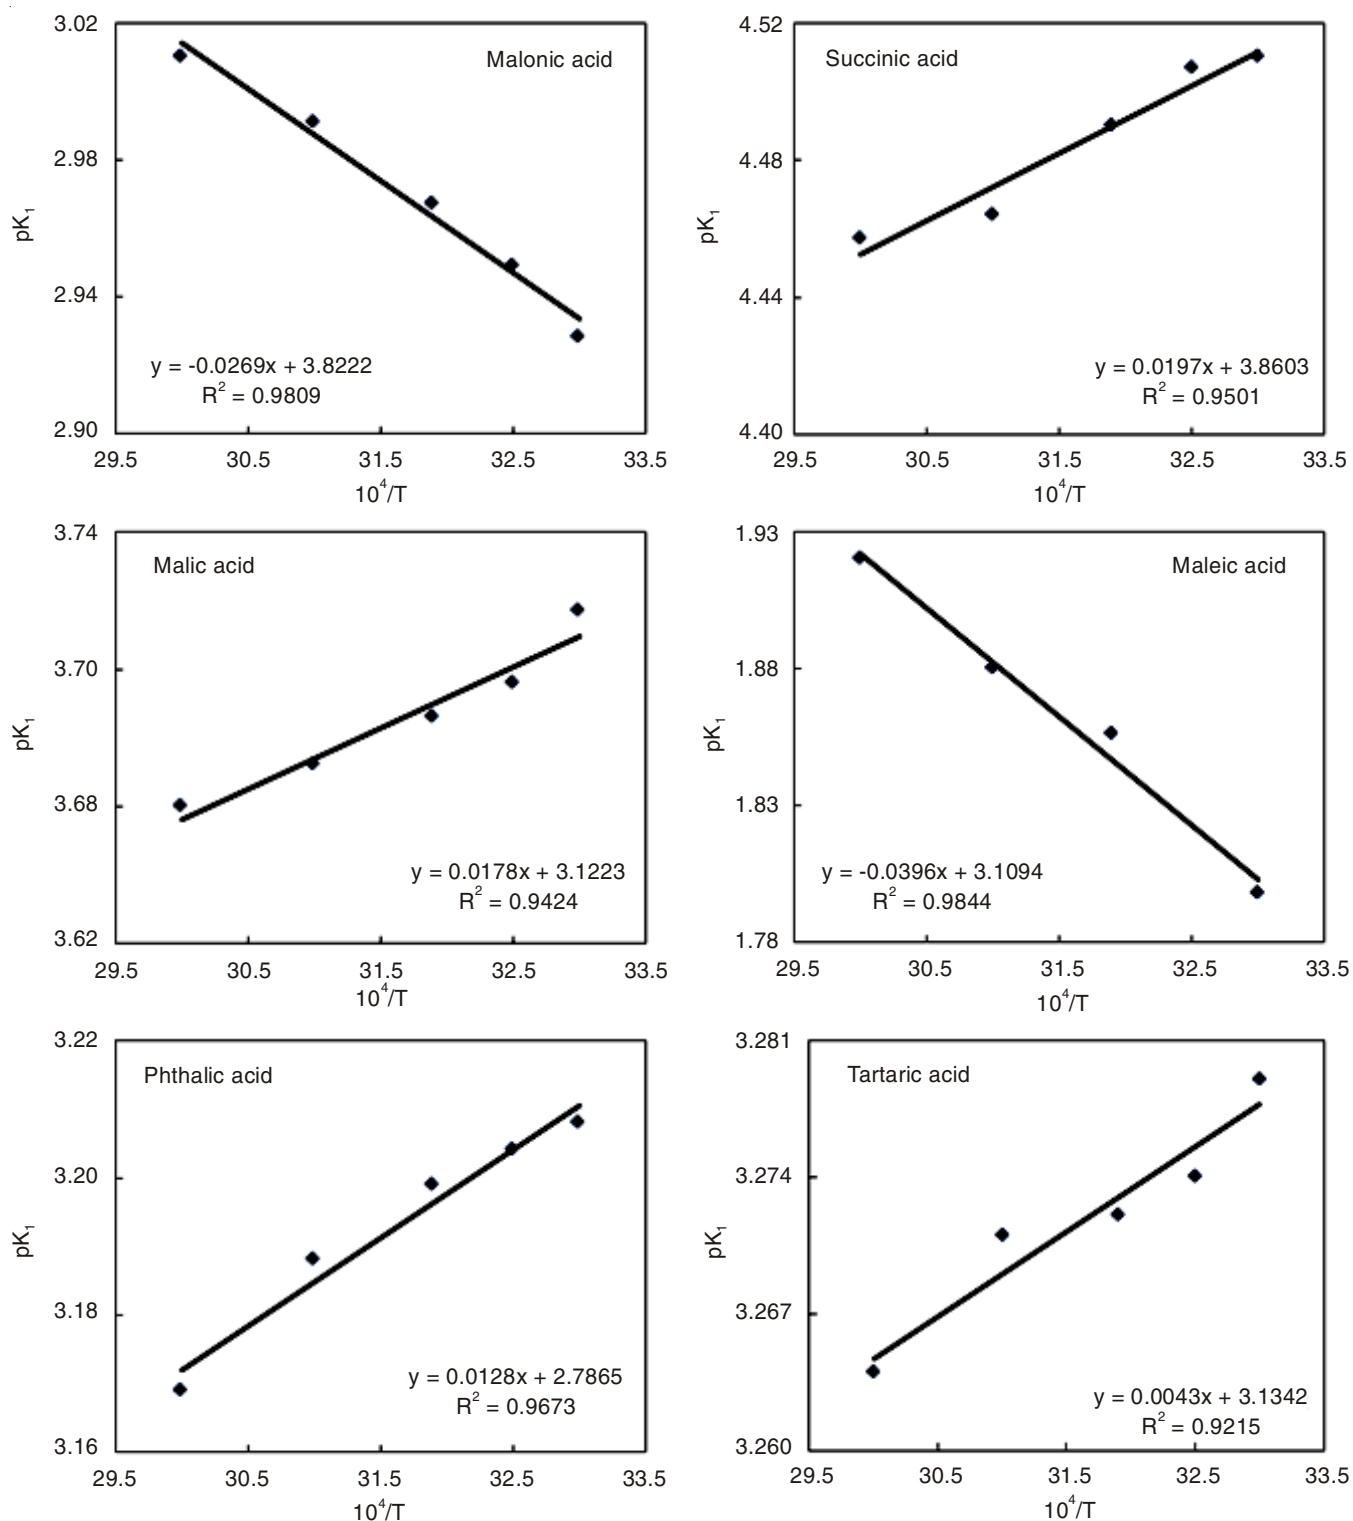 3.02
Malonic acid
2.98
pK1
2.94
y = -0.0269x + 3.8222
R2 = 0.9809
2.90
29.5 30.5 31.5 32.5 33.5
104/T
4.52
Succinic acid
4.48
pK1
4.44
y = 0.0197x + 3.8603
R2 = 0.9501
4.40
29.5 30.5 31.5 32.5 33.5
104/T
3.74
Malic acid
3.70
pK1
3.68
y = 0.0178x + 3.1223
R2 = 0.9424
3.62
29.5 30.5 31.5 32.5 33.5
104/T
1.93
Maleic acid
1.88
pK1
1.83
y = -0.0396x + 3.1094
R2 = 0.9844
1.78
29.5 30.5 31.5 32.5 33.5
104/T
3.22
Phthalic acid
3.20
pK1
3.18
y = 0.0128x + 2.7865
R2 = 0.9673
3.16
29.5 30.5 31.5 32.5 33.5
104/T
3.281
Tartaric acid
3.274
pK1
3.267
y = 0.0043x + 3.1342
R2 = 0.9215
3.260
29.5 30.5 31.5 32.5 33.5
104/T